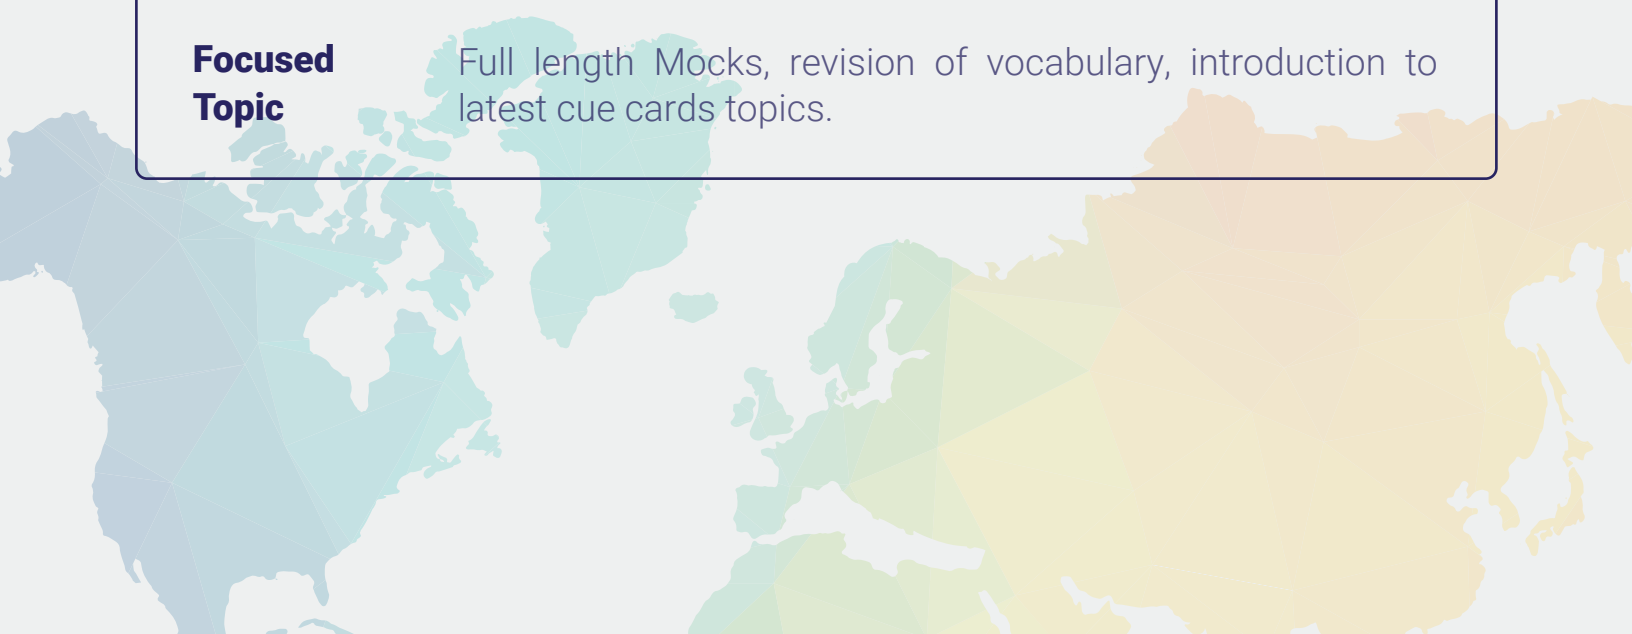 Focused Full length Mocks, revision of vocabulary, introduction to
Topic latest cue cards topics.